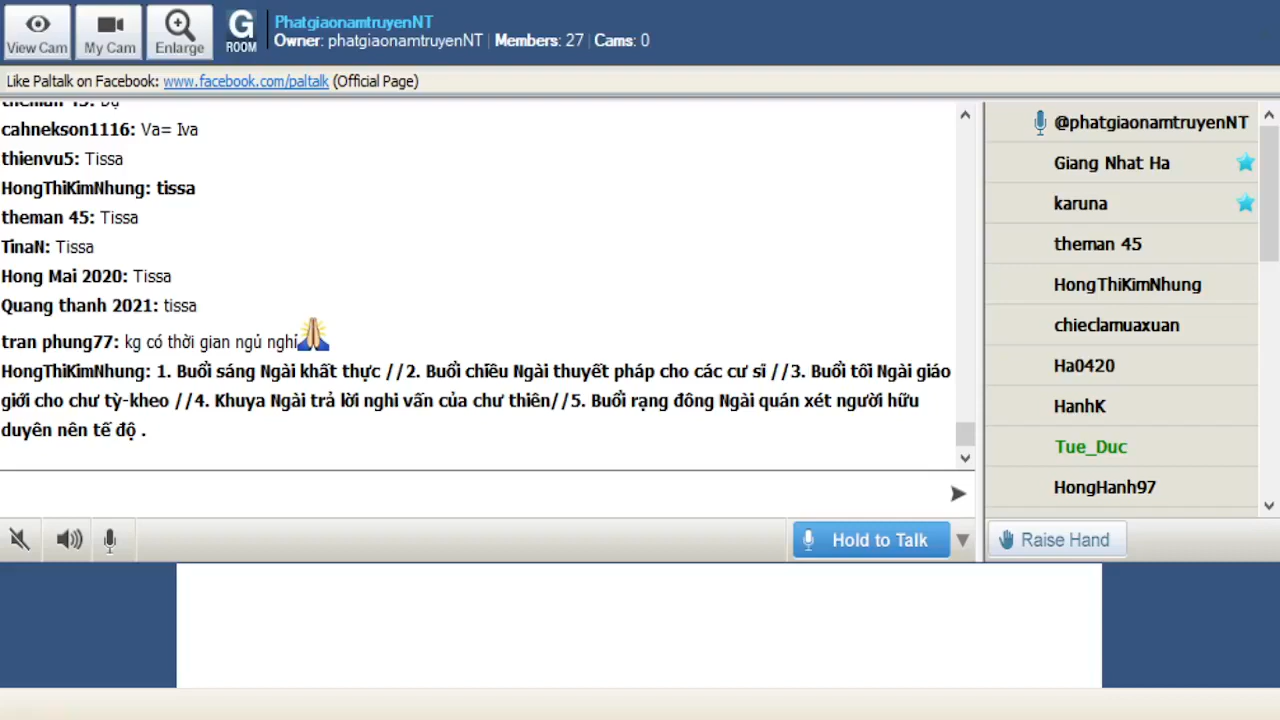 View Cam
My Cam
Enlarge
G
ROOM
PhatgiaonamtruyenNT
Owner: phatgiaonamtruyenNT | Members: 27 | Cams: 0
Like Paltalk on Facebook: www.facebook.com/paltalk (Official Page)
theman 45: Dạ
cahnekson1116: Va= Iva
thienvu5: Tissa
HongThiKimNhung: tissa
theman 45: Tissa
TinaN: Tissa
Hong Mai 2020: Tissa
Quang thanh 2021: tissa
tran phung77: kg có thời gian ngủ nghi
HongThiKimNhung: 1. Buổi sáng Ngài khất thực //2. Buổi chiều Ngài thuyết pháp cho các cư sĩ //3. Buổi tối Ngài giáo
giới cho chư tỳ-kheo //4. Khuya Ngài trả lời nghi vấn của chư thiên//5. Buổi rạng đông Ngài quán xét người hữu
duyên nên tế độ .
@phatgiaonamtruyenNT
Giang Nhat Ha
karuna
theman 45
HongThiKimNhung
chieclamuaxuan
Ha0420
HanhK
Tue_Duc
HongHanh97
Hold to Talk
Raise Hand